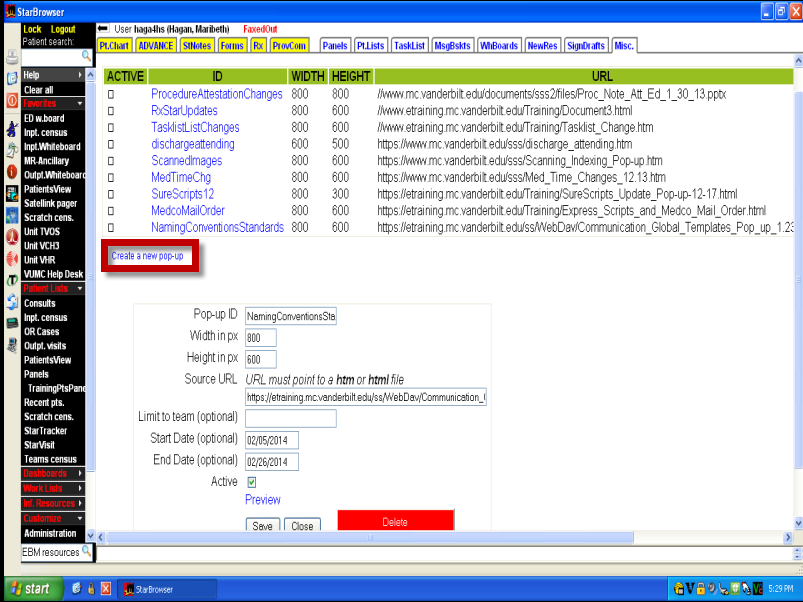 StarBrowser
Lock Logout
User haga-lhs (Hagan, Maribeth) FaxedOut
Patient search:
Pt.Chart ADVANCE StNotes Forms Rx ProvCom Panels Pt.Lists TaskList MsgBskts WhBoards NewRes SignDrafts Misc.
Help
Clear all
Favorites
ED w.board
Inpt. census
Inpt.Whiteboard
MR-Ancillary
Outpt.Whiteboard
PatientsView
Satellink pager
Scratch cens.
Unit TVOS
Unit VCH3
Unit VHR
VUMC Help Desk
Patient Lists
Consults
Inpt. census
OR Cases
Outpt. visits
PatientsView
Panels
TrainingPtsPane
Recent pts.
Scratch cens.
StarTracker
StarVisit
Teams census
Dashboards
Work Lists
Inf. Resources
Customize
Administration
EBM resources
ACTIVE ID WIDTH HEIGHT URL
ProcedureAttestationChanges 800 800 //www.mc.vanderbilt.edu/documents/sss2/files/Proc_Note_Att_Ed_1_30_13.pptx
RxStarUpdates 800 800 //www.etraining.mc.vanderbilt.edu/Training/Document3.html
TasklistListChanges 800 600 //www.etraining.mc.vanderbilt.edu/Training/Tasklist_Change.htm
dischargeattending 600 500 https://www.mc.vanderbilt.edu/sss/discharge_attending.htm
ScannedImages 800 600 https://www.mc.vanderbilt.edu/sss/Scanning_Indexing_Pop-up.htm
MedTimeChg 800 600 https://www.mc.vanderbilt.edu/sss/Med_Time_Changes_12.13.htm
SureScripts12 800 300 https://etraining.mc.vanderbilt.edu/Training/SureScripts_Update_Pop-up-12-17.html
MedcoMailOrder 800 600 https://etraining.mc.vanderbilt.edu/Training/Express_Scripts_and_Medco_Mail_Order.html
NamingConventionsStandards 800 600 https://etraining.mc.vanderbilt.edu/ss/WebDav/Communication_Global_Templates_Pop_up_1.23
Create a new pop-up
Pop-up ID NamingConventionsSta
Width in px 800
Height in px 600
Source URL URL must point to a htm or html file
https://etraining.mc.vanderbilt.edu/ss/WebDav/Communication_
Limit to team (optional)
Start Date (optional) 02/05/2014
End Date (optional) 02/26/2014
Active
Preview
Save Close Delete
start StarBrowser 5:29 PM